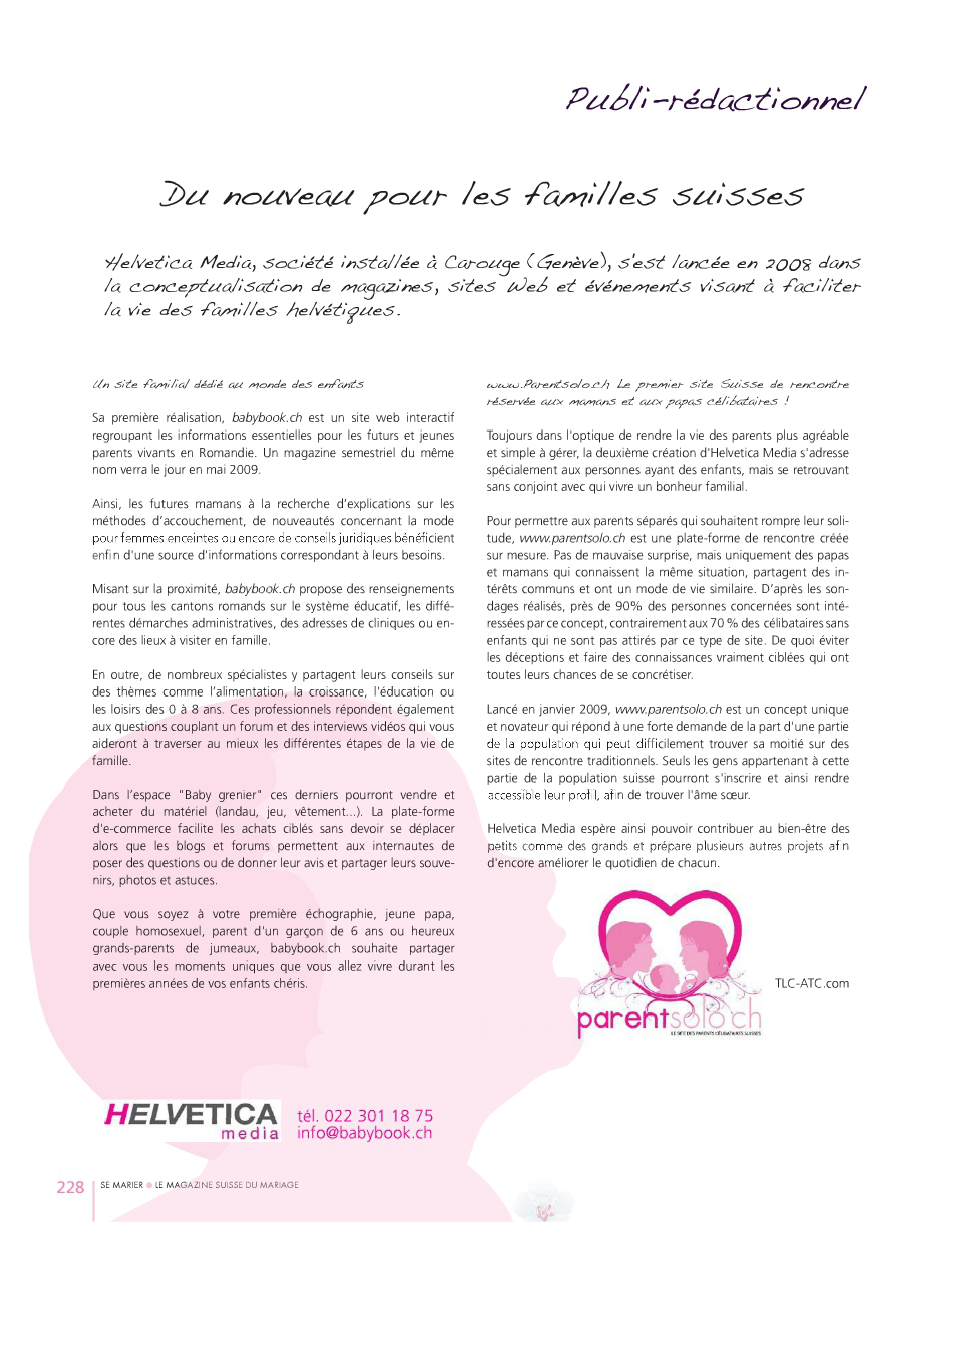 Publi-rédactionnel
Du nouveau pour les familles suisses
Helvetica Media, société installée à Carouge (Genève), s'est lancée en 2008 dans
la conceptualisation de magazines, sites Web et événements visant à faciliter
la vie des familles helvétiques.
Un site familial dédié au monde des enfants
Sa première réalisation, babybook.ch est un site web interactif
regroupant les informations essentielles pour les futurs et jeunes
parents vivants en Romandie. Un magazine semestriel du même
nom verra le jour en mai 2009.
Ainsi, les futures mamans à la recherche d'explications sur les
méthodes d'accouchement, de nouveautés concernant la mode
pour femmes enceintes ou encore de conseils juridiques bénéficient
enfin d'une source d'informations correspondant à leurs besoins.
Misant sur la proximité, babybook.ch propose des renseignements
pour tous les cantons romands sur le système éducatif, les diffé-
rentes démarches administratives, des adresses de cliniques ou en-
core des lieux à visiter en famille.
En outre, de nombreux spécialistes y partagent leurs conseils sur
des thèmes comme l'alimentation, la croissance, l'éducation ou
les loisirs des 0 à 8 ans. Ces professionnels répondent également
aux questions couplant un forum et des interviews vidéos qui vous
aideront à traverser au mieux les différentes étapes de la vie de
famille.
Dans l'espace "Baby grenier" ces derniers pourront vendre et
acheter du matériel (landau, jeu, vêtement...). La plate-forme
d'e-commerce facilite les achats ciblés sans devoir se déplacer
alors que les blogs et forums permettent aux internautes de
poser des questions ou de donner leur avis et partager leurs souve-
nirs, photos et astuces.
Que vous soyez à votre première échographie, jeune papa,
couple homosexuel, parent d'un garçon de 6 ans ou heureux
grands-parents de jumeaux, babybook.ch souhaite partager
avec vous les moments uniques que vous allez vivre durant les
premières années de vos enfants chéris.
www.Parentsolo.ch Le premier site Suisse de rencontre
réservée aux mamans et aux papas célibataires !
Toujours dans l'optique de rendre la vie des parents plus agréable
et simple à gérer, la deuxième création d'Helvetica Media s'adresse
spécialement aux personnes ayant des enfants, mais se retrouvant
sans conjoint avec qui vivre un bonheur familial.
Pour permettre aux parents séparés qui souhaitent rompre leur soli-
tude, www.parentsolo.ch est une plate-forme de rencontre créée
sur mesure. Pas de mauvaise surprise, mais uniquement des papas
et mamans qui connaissent la même situation, partagent des in-
térêts communs et ont un mode de vie similaire. D'après les son-
dages réalisés, près de 90% des personnes concernées sont inté-
ressées par ce concept, contrairement aux 70 % des célibataires sans
enfants qui ne sont pas attirés par ce type de site. De quoi éviter
les déceptions et faire des connaissances vraiment ciblées qui ont
toutes leurs chances de se concrétiser.
Lancé en janvier 2009, www.parentsolo.ch est un concept unique
et novateur qui répond à une forte demande de la part d'une partie
de la population qui peut difficilement trouver sa moitié sur des
sites de rencontre traditionnels. Seuls les gens appartenant à cette
partie de la population suisse pourront s'inscrire et ainsi rendre
accessible leur profil, afin de trouver l'âme sœur.
Helvetica Media espère ainsi pouvoir contribuer au bien-être des
petits comme des grands et prépare plusieurs autres projets afin
d'encore améliorer le quotidien de chacun.
TLC-ATC.com
parentsolo.ch
LE SITE DES PARENTS CÉLIBATAIRES SUISSES
HELVETICA
media
tél. 022 301 18 75
info@babybook.ch
228
SE MARIER ● LE MAGAZINE SUISSE DU MARIAGE